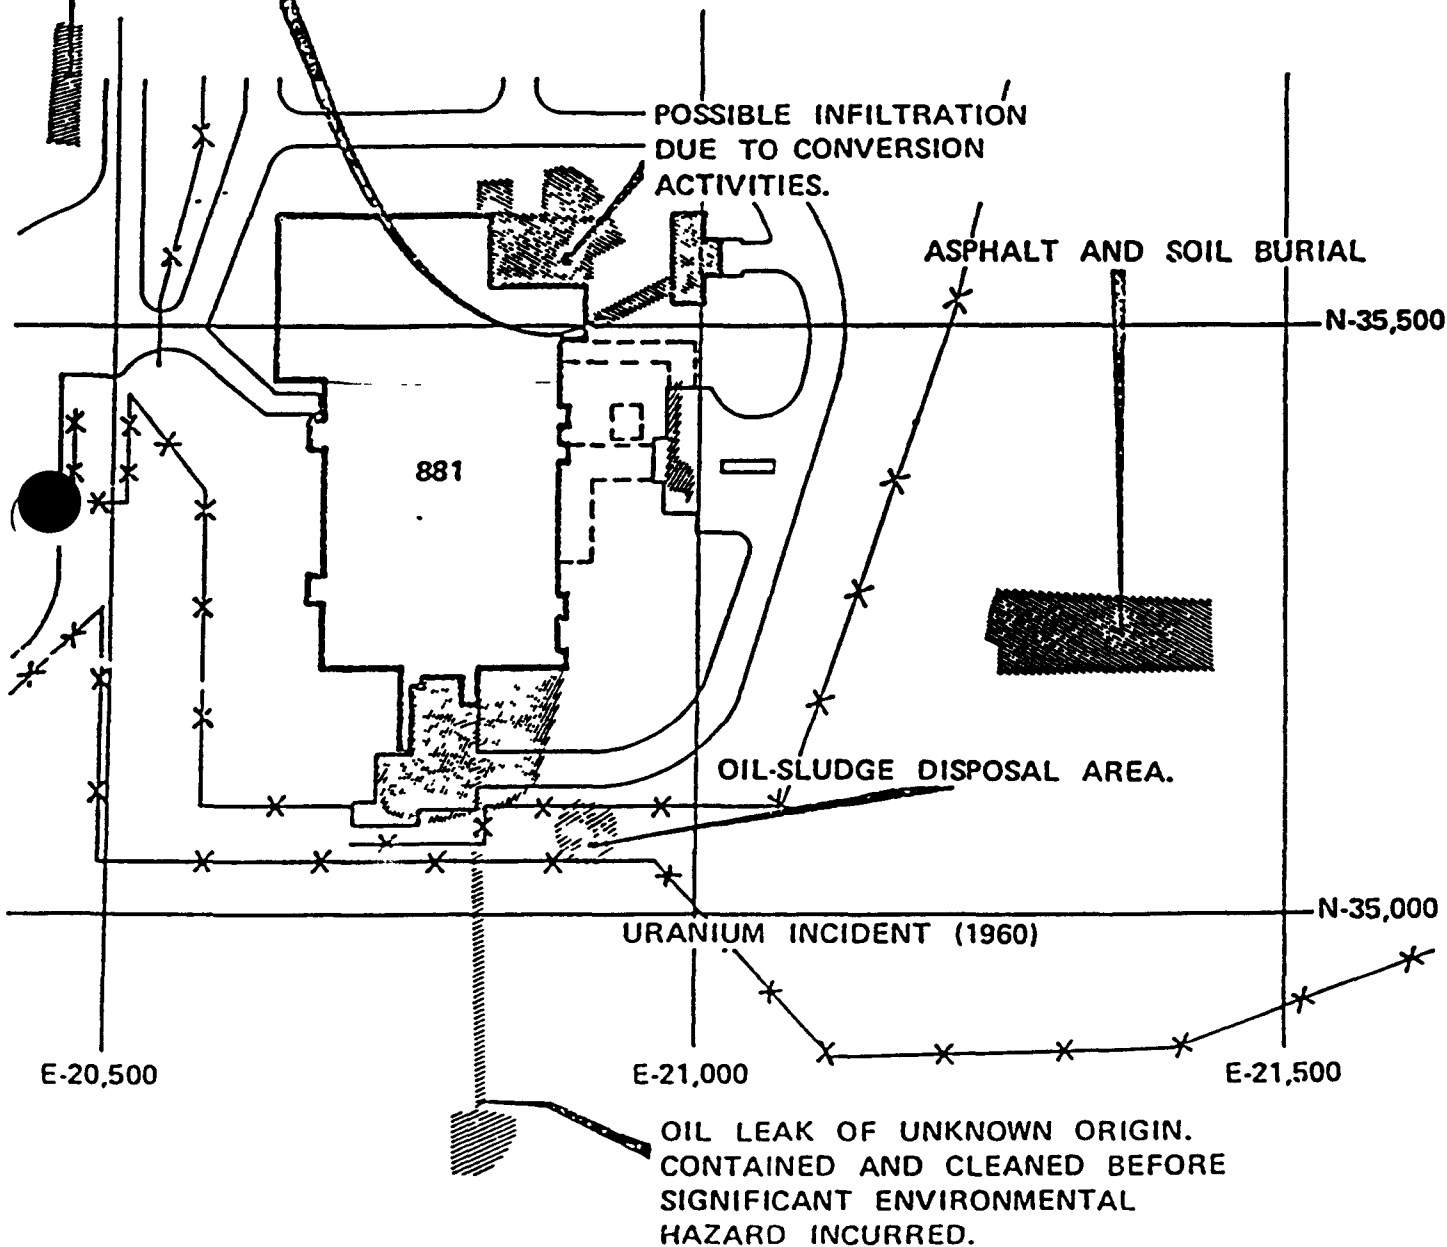 POSSIBLE INFILTRATION
DUE TO CONVERSION
ACTIVITIES.
ASPHALT AND SOIL BURIAL
N-35,500
881
OIL-SLUDGE DISPOSAL AREA.
N-35,000
URANIUM INCIDENT (1960)
E-20,500
E-21,000
E-21,500
OIL LEAK OF UNKNOWN ORIGIN.
CONTAINED AND CLEANED BEFORE
SIGNIFICANT ENVIRONMENTAL
HAZARD INCURRED.